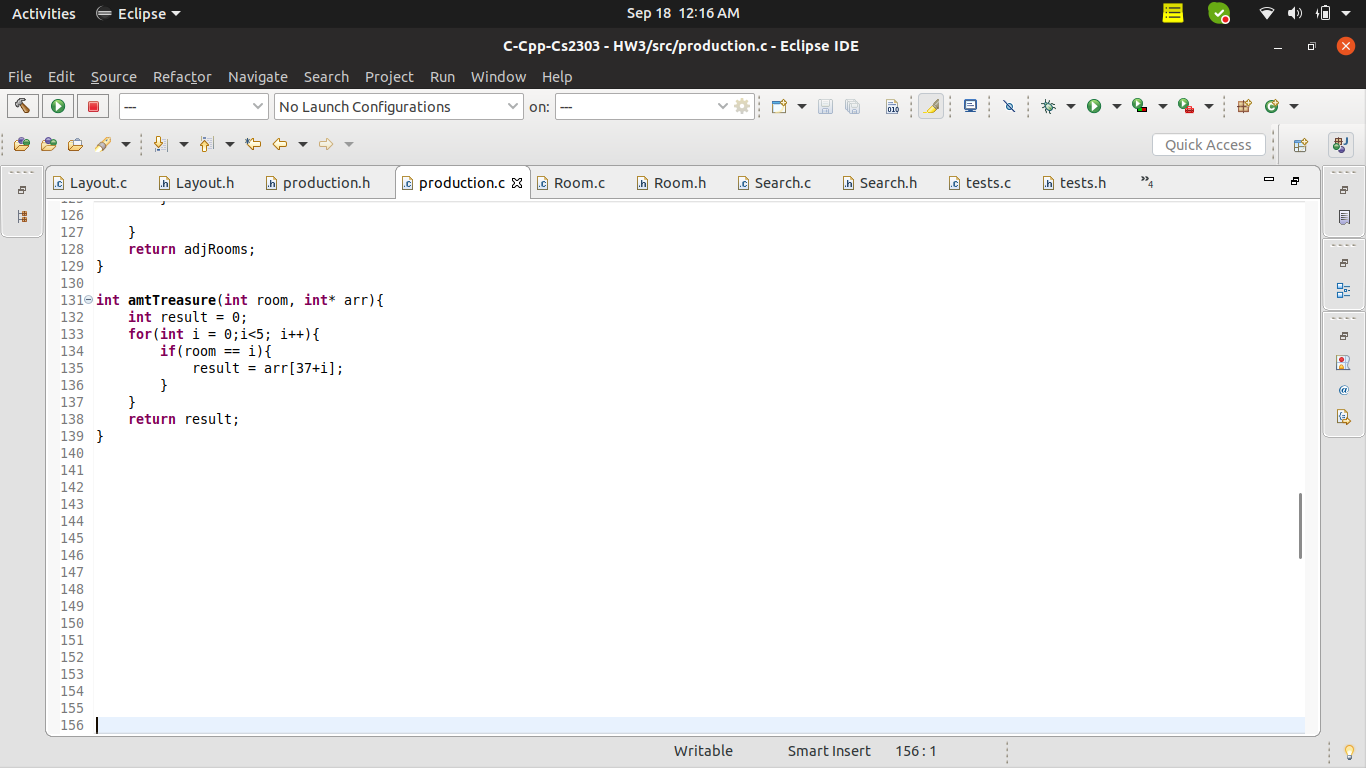 Activities Eclipse Sep 18 12:16 AM
C-Cpp-Cs2303 - HW3/src/production.c - Eclipse IDE
File Edit Source Refactor Navigate Search Project Run Window Help
--- No Launch Configurations on: ---
Quick Access
Layout.c Layout.h production.h production.c Room.c Room.h Search.c Search.h tests.c tests.h »4
126
127 }
128 return adjRooms;
129 }
130
131 int amtTreasure(int room, int* arr){
132 int result = 0;
133 for(int i = 0;i<5; i++){
134 if(room == i){
135 result = arr[37+i];
136 }
137 }
138 return result;
139 }
140
141
142
143
144
145
146
147
148
149
150
151
152
153
154
155
156
Writable Smart Insert 156 : 1